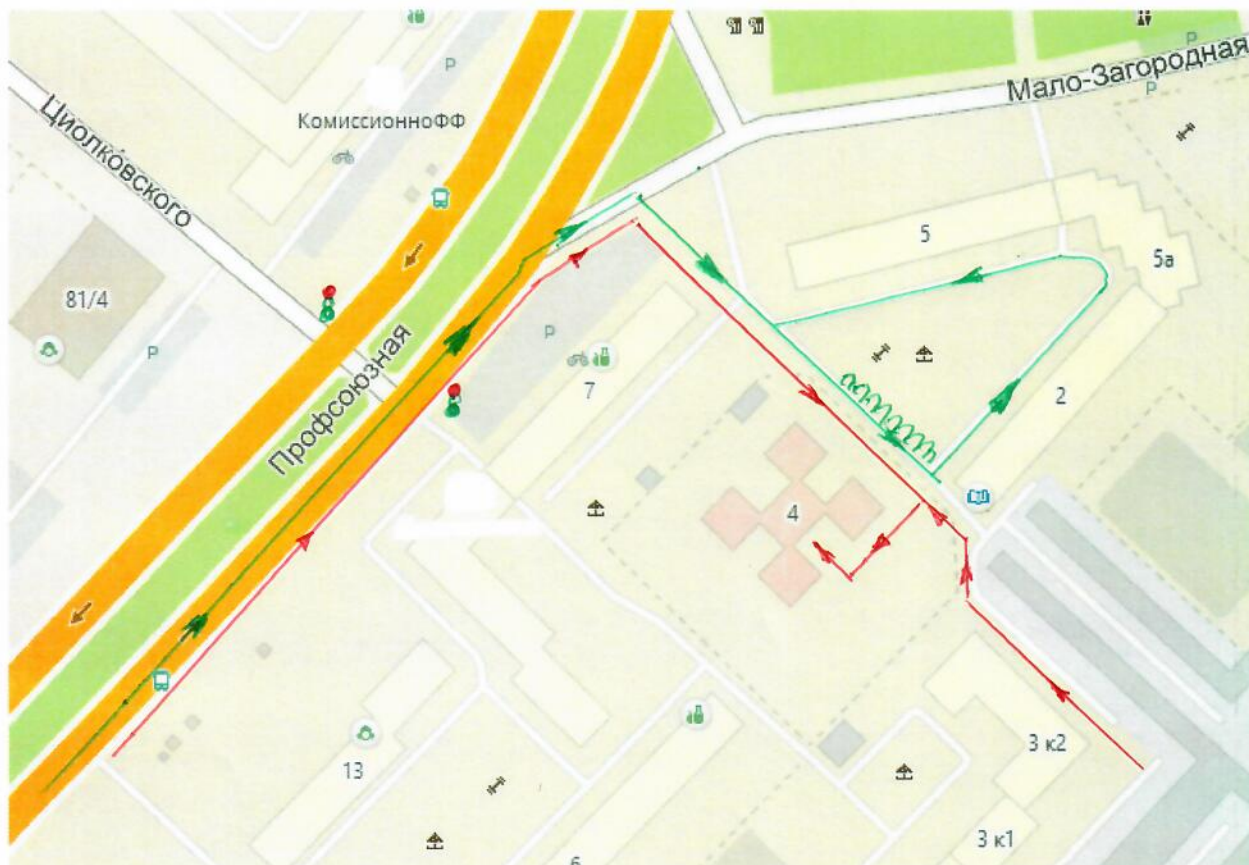 Мало-Загородная
Циолковского
КомиссионноФФ
P
P
P
5
5а
81/4
P
Профсоюзная
P
7
2
4
13
3 к2
3 к1
6